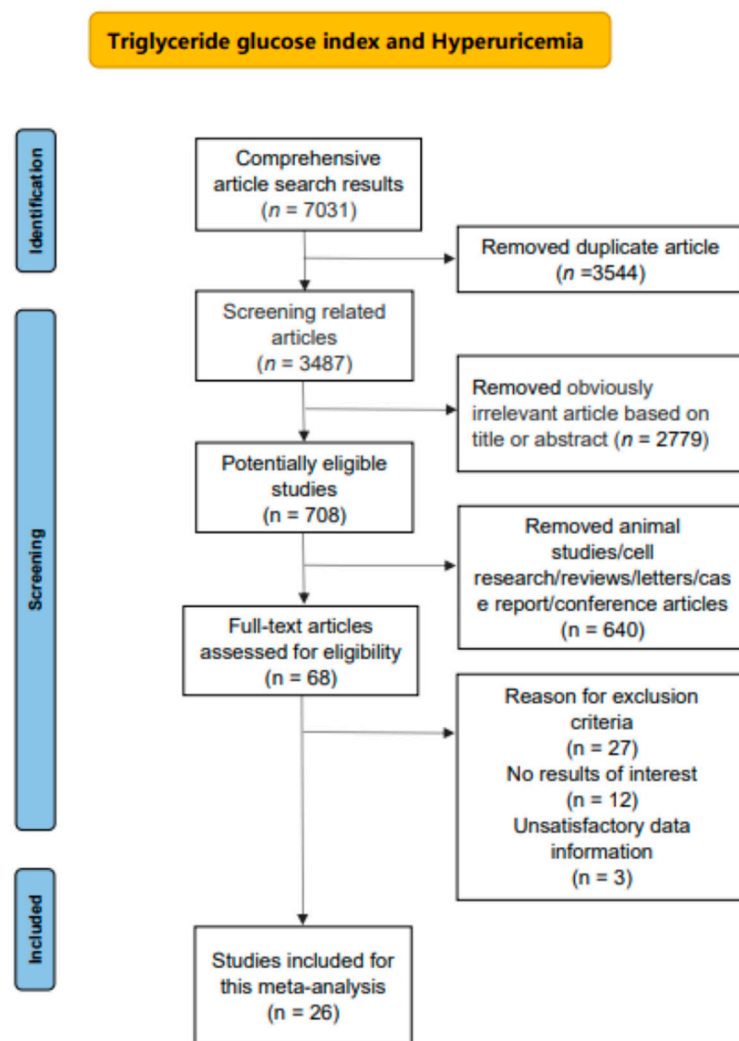 Triglyceride glucose index and Hyperuricemia
Identification
Comprehensive
article search results
(n = 7031)
Removed duplicate article
(n =3544)
Screening
Screening related
articles
(n = 3487)
Removed obviously
irrelevant article based on
title or abstract (n = 2779)
Potentially eligible
studies
(n = 708)
Removed animal
studies/cell
research/reviews/letters/cas
e report/conference articles
(n = 640)
Full-text articles
assessed for eligibility
(n = 68)
Reason for exclusion
criteria
(n = 27)
No results of interest
(n = 12)
Unsatisfactory data
information
(n = 3)
Included
Studies included for
this meta-analysis
(n = 26)